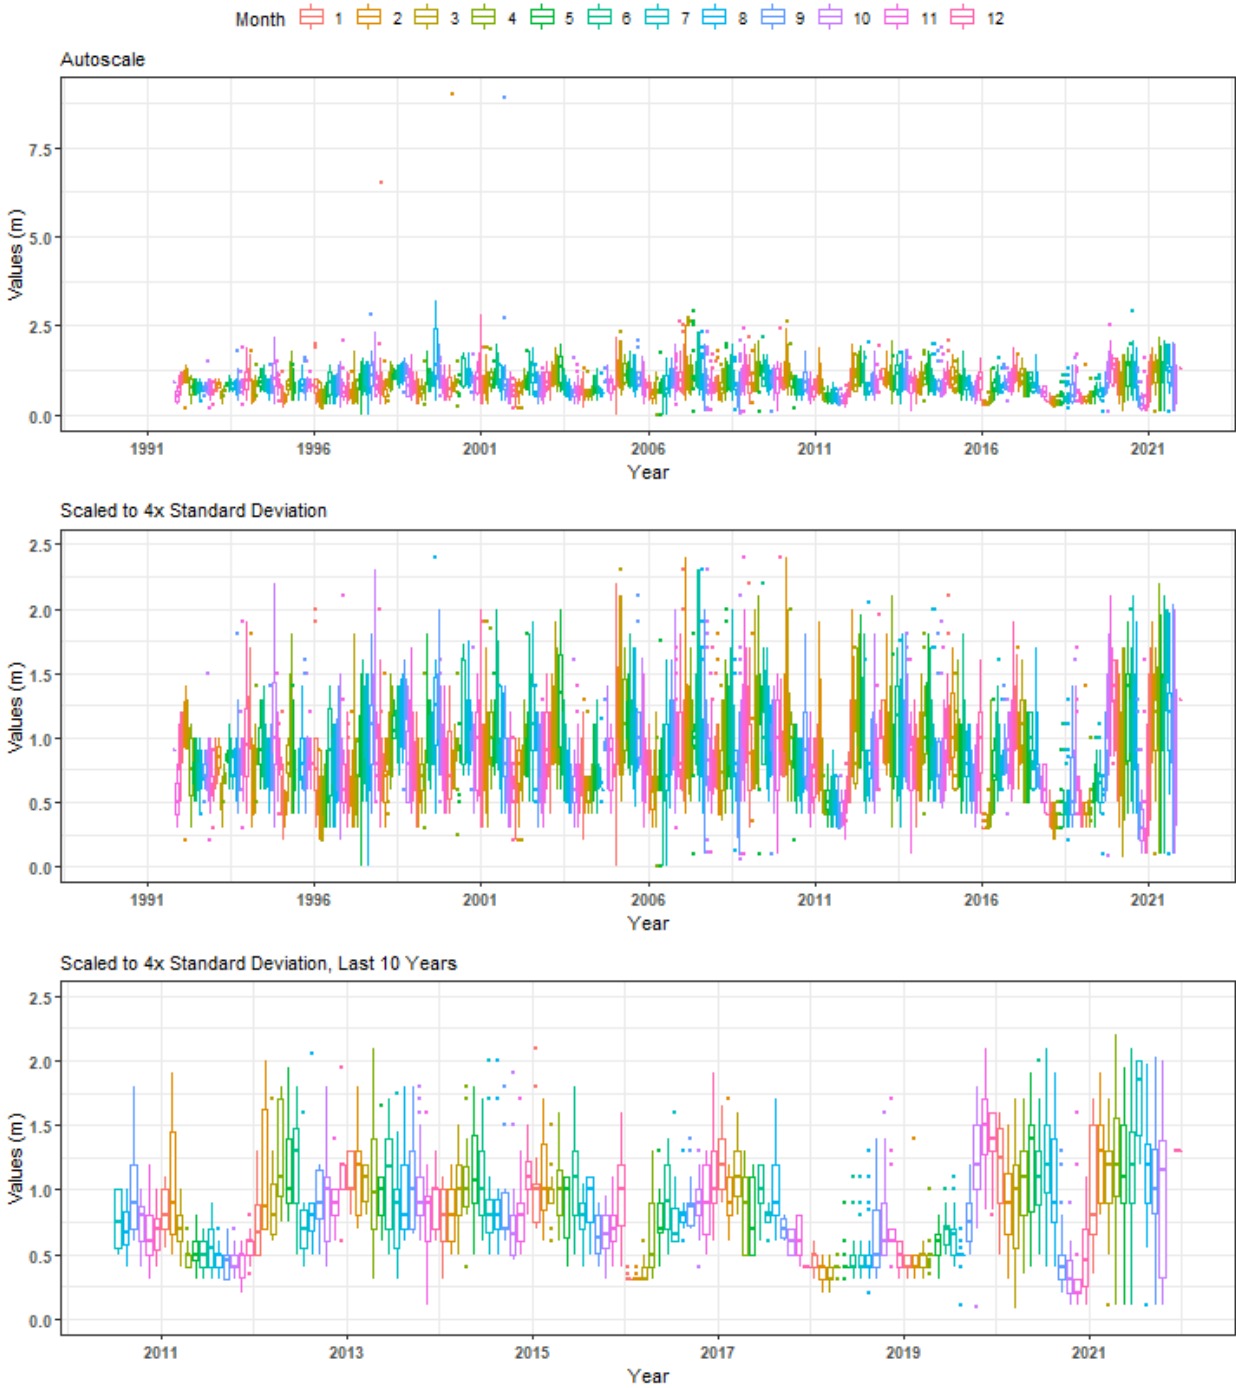 Month 1 2 3 4 5 6 7 8 9 10 11 12
Autoscale
Values (m)
7.5
5.0
2.5
0.0
1991 1996 2001 2006 2011 2016 2021
Year
Scaled to 4x Standard Deviation
Values (m)
2.5
2.0
1.5
1.0
0.5
0.0
1991 1996 2001 2006 2011 2016 2021
Year
Scaled to 4x Standard Deviation, Last 10 Years
Values (m)
2.5
2.0
1.5
1.0
0.5
0.0
2011 2013 2015 2017 2019 2021
Year